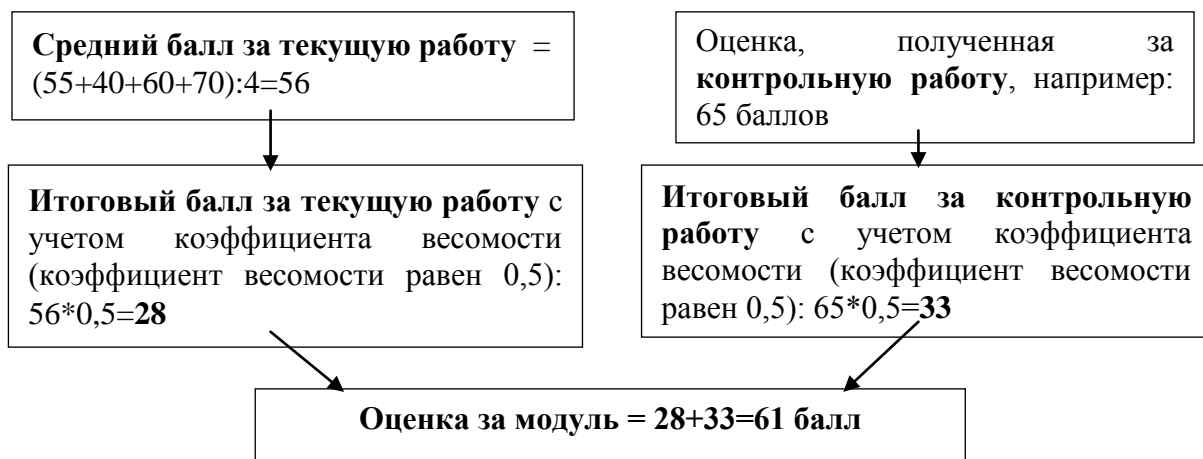 Средний балл за текущую работу =
(55+40+60+70):4=56
Оценка, полученная за
контрольную работу, например:
65 баллов
Итоговый балл за текущую работу с
учетом коэффициента весомости
(коэффициент весомости равен 0,5):
56*0,5=28
Итоговый балл за контрольную
работу с учетом коэффициента
весомости (коэффициент весомости
равен 0,5): 65*0,5=33
Оценка за модуль = 28+33=61 балл